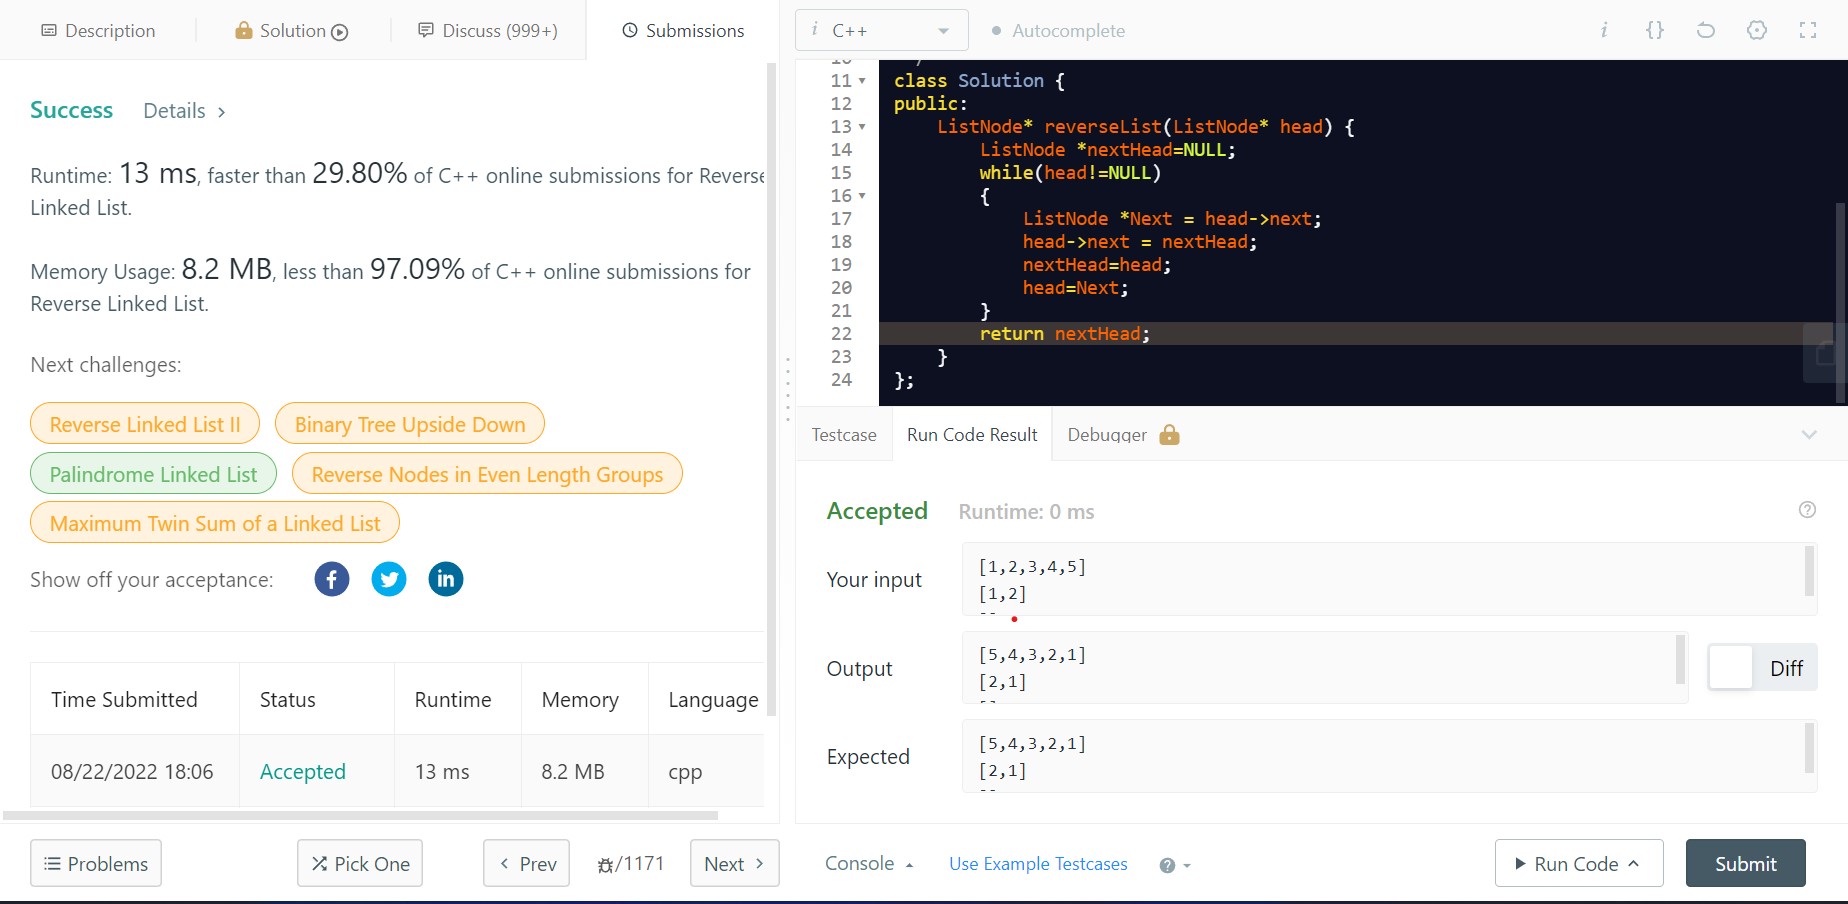 Description
Solution
Discuss (999+)
Submissions
Success Details >
Runtime: 13 ms, faster than 29.80% of C++ online submissions for Reverse
Linked List.
Memory Usage: 8.2 MB, less than 97.09% of C++ online submissions for
Reverse Linked List.
Next challenges:
Reverse Linked List II
Binary Tree Upside Down
Palindrome Linked List
Reverse Nodes in Even Length Groups
Maximum Twin Sum of a Linked List
Show off your acceptance:
f
in
Time Submitted Status Runtime Memory Language
08/22/2022 18:06 Accepted 13 ms 8.2 MB cpp
Problems
Pick One
< Prev
/1171
Next >
i C++
Autocomplete
i {}
11 class Solution {
12 public:
13 ListNode* reverseList(ListNode* head) {
14 ListNode *nextHead=NULL;
15 while(head!=NULL)
16 {
17 ListNode *Next = head->next;
18 head->next = nextHead;
19 nextHead=head;
20 head=Next;
21 }
22 return nextHead;
23 }
24 };
Testcase
Run Code Result
Debugger
Accepted Runtime: 0 ms
?
Your input
[1,2,3,4,5]
[1,2]
Output
[5,4,3,2,1]
[2,1]
Diff
Expected
[5,4,3,2,1]
[2,1]
Console
Use Example Testcases
?
Run Code
Submit